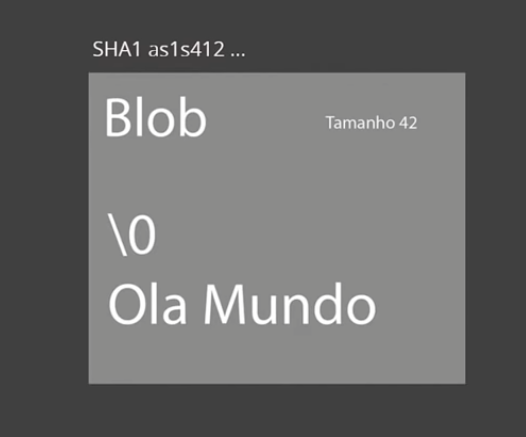 SHA1 as1s412 ...
Blob Tamanho 42
\0
Ola Mundo